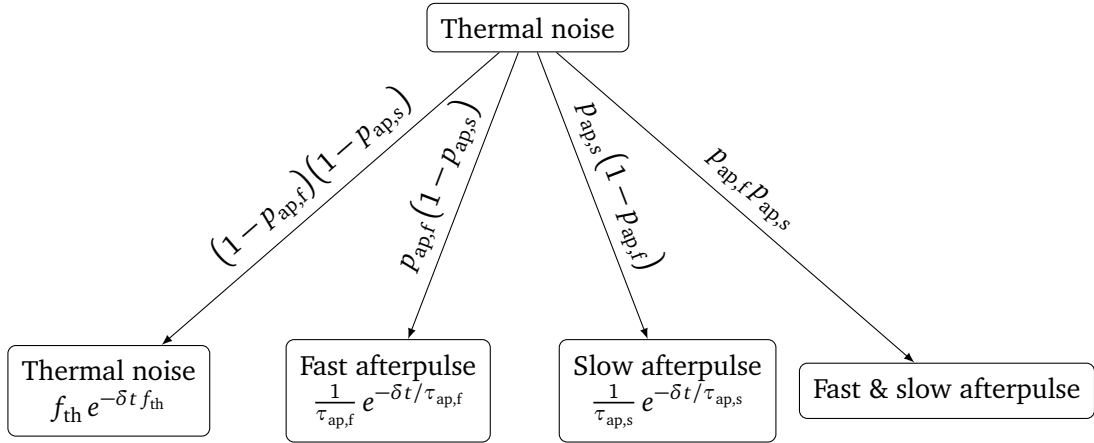 Thermal noise
(1 − p_ap,f)(1 − p_ap,s)
p_ap,f (1 − p_ap,s)
p_ap,s (1 − p_ap,f)
p_ap,f p_ap,s
Thermal noise
f_th e^{−δt f_th}
Fast afterpulse
1/τ_ap,f e^{−δt/τ_ap,f}
Slow afterpulse
1/τ_ap,s e^{−δt/τ_ap,s}
Fast & slow afterpulse